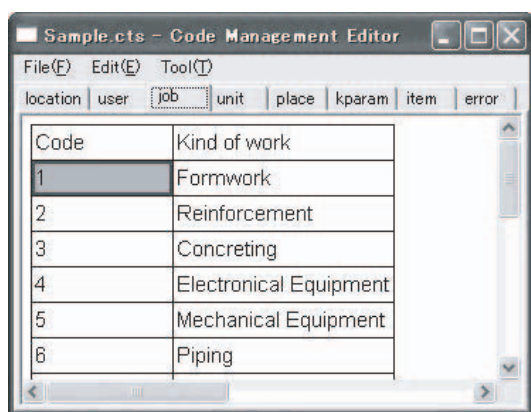 Sample.cts - Code Management Editor
File(F) Edit(E) Tool(T)
location user job unit place kparam item error
Code Kind of work
1 Formwork
2 Reinforcement
3 Concreting
4 Electronical Equipment
5 Mechanical Equipment
6 Piping